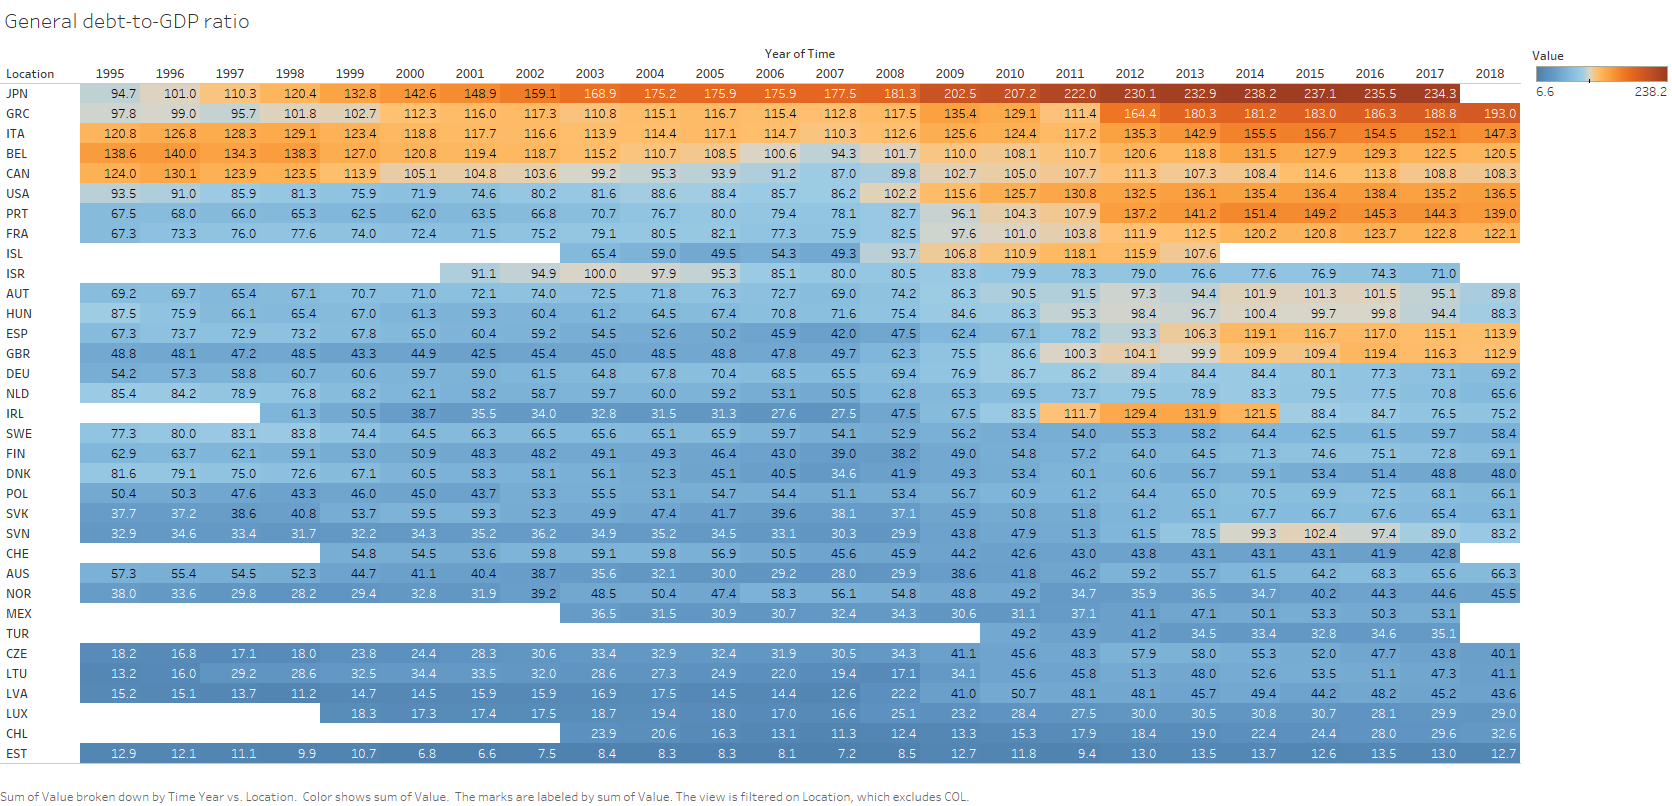 General debt-to-GDP ratio
Year of Time
Value
Location 1995 1996 1997 1998 1999 2000 2001 2002 2003 2004 2005 2006 2007 2008 2009 2010 2011 2012 2013 2014 2015 2016 2017 2018
6.6 238.2
JPN 94.7 101.0 110.3 120.4 132.8 142.6 148.9 159.1 168.9 175.2 175.9 175.9 177.5 181.3 202.5 207.2 222.0 230.1 232.9 238.2 237.1 235.5 234.3
GRC 97.8 99.0 95.7 101.8 102.7 112.3 116.0 117.3 110.8 115.1 116.7 115.4 112.8 117.5 135.4 129.1 111.4 164.4 180.3 181.2 183.0 186.3 188.8 193.0
ITA 120.8 126.8 128.3 129.1 123.4 118.8 117.7 116.6 113.9 114.4 117.1 114.7 110.3 112.6 125.6 124.4 117.2 135.3 142.9 155.5 156.7 154.5 152.1 147.3
BEL 138.6 140.0 134.3 138.3 127.0 120.8 119.4 118.7 115.2 110.7 108.5 100.6 94.3 101.7 110.0 108.1 110.7 120.6 118.8 131.5 127.9 129.3 122.5 120.5
CAN 124.0 130.1 123.9 123.5 113.9 105.1 104.8 103.6 99.2 95.3 93.9 91.2 87.0 89.8 102.7 105.0 107.7 111.3 107.3 108.4 114.6 113.8 108.8 108.3
USA 93.5 91.0 85.9 81.3 75.9 71.9 74.6 80.2 81.6 88.6 88.4 85.7 86.2 102.2 115.6 125.7 130.8 132.5 136.1 135.4 136.4 138.4 135.2 136.5
PRT 67.5 68.0 66.0 65.3 62.5 62.0 63.5 66.8 70.7 76.7 80.0 79.4 78.1 82.7 96.1 104.3 107.9 137.2 141.2 151.4 149.2 145.3 144.3 139.0
FRA 67.3 73.3 76.0 77.6 74.0 72.4 71.5 75.2 79.1 80.5 82.1 77.3 75.9 82.5 97.6 101.0 103.8 111.9 112.5 120.2 120.8 123.7 122.8 122.1
ISL 65.4 59.0 49.5 54.3 49.3 93.7 106.8 110.9 118.1 115.9 107.6
ISR 91.1 94.9 100.0 97.9 95.3 85.1 80.0 80.5 83.8 79.9 78.3 79.0 76.6 77.6 76.9 74.3 71.0
AUT 69.2 69.7 65.4 67.1 70.7 71.0 72.1 74.0 72.5 71.8 76.3 72.7 69.0 74.2 86.3 90.5 91.5 97.3 94.4 101.9 101.3 101.5 95.1 89.8
HUN 87.5 75.9 66.1 65.4 67.0 61.3 59.3 60.4 61.2 64.5 67.4 70.8 71.6 75.4 84.6 86.3 95.3 98.4 96.7 100.4 99.7 99.8 94.4 88.3
ESP 67.3 73.7 72.9 73.2 67.8 65.0 60.4 59.2 54.5 52.6 50.2 45.9 42.0 47.5 62.4 67.1 78.2 93.3 106.3 119.1 116.7 117.0 115.1 113.9
GBR 48.8 48.1 47.2 48.5 43.3 44.9 42.5 45.4 45.0 48.5 48.8 47.8 49.7 62.3 75.5 86.6 100.3 104.1 99.9 109.9 109.4 119.4 116.3 112.9
DEU 54.2 57.3 58.8 60.7 60.6 59.7 59.0 61.5 64.8 67.8 70.4 68.5 65.5 69.4 76.9 86.7 86.2 89.4 84.4 84.4 80.1 77.3 73.1 69.2
NLD 85.4 84.2 78.9 76.8 68.2 62.1 58.2 58.7 59.7 60.0 59.2 53.1 50.5 62.8 65.3 69.5 73.7 79.5 78.9 83.3 79.5 77.5 70.8 65.6
IRL 61.3 50.5 38.7 35.5 34.0 32.8 31.5 31.3 27.6 27.5 47.5 67.5 83.5 111.7 129.4 131.9 121.5 88.4 84.7 76.5 75.2
SWE 77.3 80.0 83.1 83.8 74.4 64.5 66.3 66.5 65.6 65.1 65.9 59.7 54.1 52.9 56.2 53.4 54.0 55.3 58.2 64.4 62.5 61.5 59.7 58.4
FIN 62.9 63.7 62.1 59.1 53.0 50.9 48.3 48.2 49.1 49.3 46.4 43.0 39.0 38.2 49.0 54.8 57.2 64.0 64.5 71.3 74.6 75.1 72.8 69.1
DNK 81.6 79.1 75.0 72.6 67.1 60.5 58.3 58.1 56.1 52.3 45.1 40.5 34.6 41.9 49.3 53.4 60.1 60.6 56.7 59.1 53.4 51.4 48.8 48.0
POL 50.4 50.3 47.6 43.3 46.0 45.0 43.7 53.3 55.5 53.1 54.7 54.4 51.1 53.4 56.7 60.9 61.2 64.4 65.0 70.5 69.9 72.5 68.1 66.1
SVK 37.7 37.2 38.6 40.8 53.7 59.5 59.3 52.3 49.9 47.4 41.7 39.6 38.1 37.1 45.9 50.8 51.8 61.2 65.1 67.7 66.7 67.6 65.4 63.1
SVN 32.9 34.6 33.4 31.7 32.2 34.3 35.2 36.2 34.9 35.2 34.5 33.1 30.3 29.9 43.8 47.9 51.3 61.5 78.5 99.3 102.4 97.4 89.0 83.2
CHE 54.8 54.5 53.6 59.8 59.1 59.8 56.9 50.5 45.6 45.9 44.2 42.6 43.0 43.8 43.1 43.1 43.1 41.9 42.8
AUS 57.3 55.4 54.5 52.3 44.7 41.1 40.4 38.7 35.6 32.1 30.0 29.2 28.0 29.9 38.6 41.8 46.2 59.2 55.7 61.5 64.2 68.3 65.6 66.3
NOR 38.0 33.6 29.8 28.2 29.4 32.8 31.9 39.2 48.5 50.4 47.4 58.3 56.1 54.8 48.8 49.2 34.7 35.9 36.5 34.7 40.2 44.3 44.6 45.5
MEX 36.5 31.5 30.9 30.7 32.4 34.3 30.6 31.1 37.1 41.1 47.1 50.1 53.3 50.3 53.1
TUR 49.2 43.9 41.2 34.5 33.4 32.8 34.6 35.1
CZE 18.2 16.8 17.1 18.0 23.8 24.4 28.3 30.6 33.4 32.9 32.4 31.9 30.5 34.3 41.1 45.6 48.3 57.9 58.0 55.3 52.0 47.7 43.8 40.1
LTU 13.2 16.0 29.2 28.6 32.5 34.4 33.5 32.0 28.6 27.3 24.9 22.0 19.4 17.1 34.1 45.6 45.8 51.3 48.0 52.6 53.5 51.1 47.3 41.1
LVA 15.2 15.1 13.7 11.2 14.7 14.5 15.9 15.9 16.9 17.5 14.5 14.4 12.6 22.2 41.0 50.7 48.1 48.1 45.7 49.4 44.2 48.2 45.2 43.6
LUX 18.3 17.3 17.4 17.5 18.7 19.4 18.0 17.0 16.6 25.1 23.2 28.4 27.5 30.0 30.5 30.8 30.7 28.1 29.9 29.0
CHL 23.9 20.6 16.3 13.1 11.3 12.4 13.3 15.3 17.9 18.4 19.0 22.4 24.4 28.0 29.6 32.6
EST 12.9 12.1 11.1 9.9 10.7 6.8 6.6 7.5 8.4 8.3 8.3 8.1 7.2 8.5 12.7 11.8 9.4 13.0 13.5 13.7 12.6 13.5 13.0 12.7
Sum of Value broken down by Time Year vs. Location. Color shows sum of Value. The marks are labeled by sum of Value. The view is filtered on Location, which excludes COL.